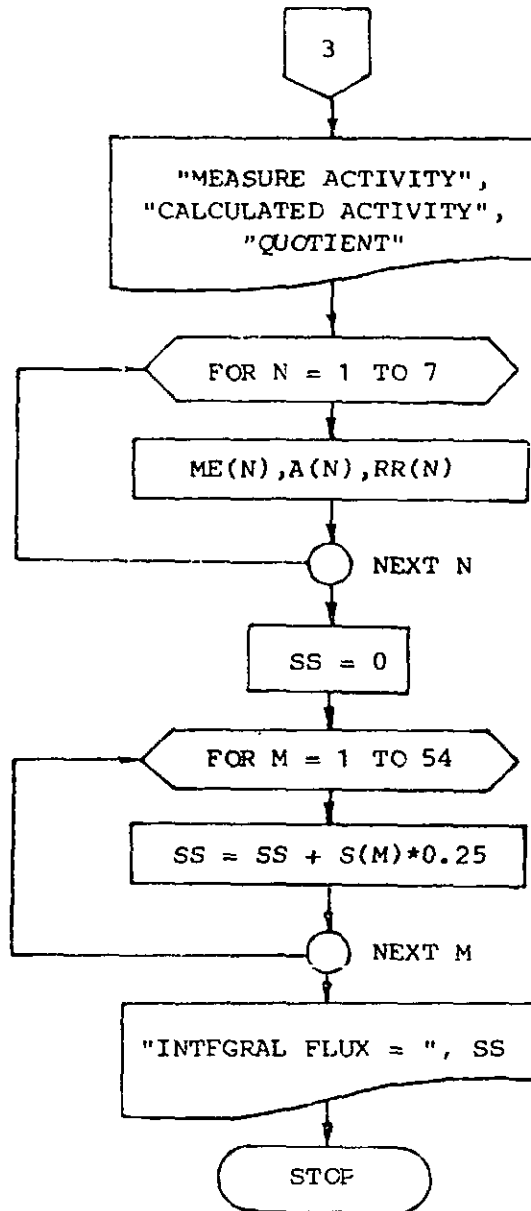 3
"MEASURE ACTIVITY",
"CALCULATED ACTIVITY",
"QUOTIENT"
FOR N = 1 TO 7
ME(N),A(N),RR(N)
NEXT N
SS = 0
FOR M = 1 TO 54
SS = SS + S(M)*0.25
NEXT M
"INTFGRAL FLUX = ", SS
STOP